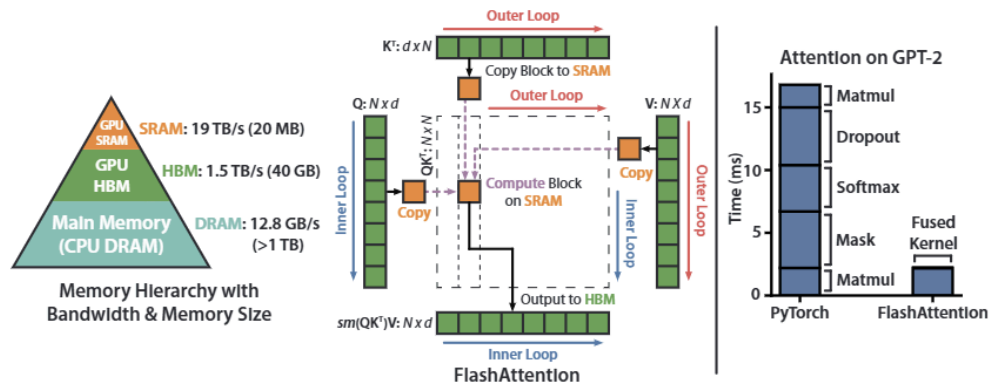 GPU
SRAM
GPU
HBM
Main Memory
(CPU DRAM)
SRAM: 19 TB/s (20 MB)
HBM: 1.5 TB/s (40 GB)
DRAM: 12.8 GB/s
(>1 TB)
Memory Hierarchy with
Bandwidth & Memory Size
Outer Loop
Kᵀ: d x N
Copy Block to SRAM
Outer Loop
Q: N x d
V: N X d
QKᵀ: N x N
Inner Loop
Copy
Compute Block
on SRAM
Copy
Inner Loop
Outer Loop
Output to HBM
sm(QKᵀ)V: N x d
Inner Loop
FlashAttention
Attention on GPT-2
Time (ms)
15
10
5
0
Matmul
Dropout
Softmax
Mask
Matmul
Fused
Kernel
PyTorch
FlashAttention